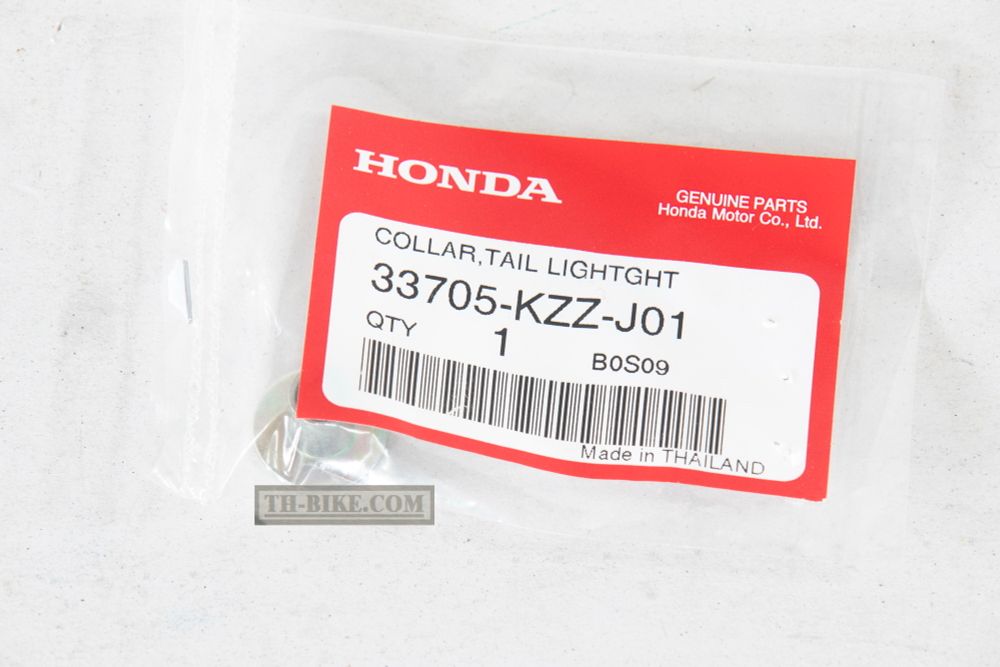 HONDA
GENUINE PARTS
Honda Motor Co., Ltd.
COLLAR,TAIL LIGHTGHT
33705-KZZ-J01
QTY 1 B0S09
Made in THAILAND
TH-BIKE.COM